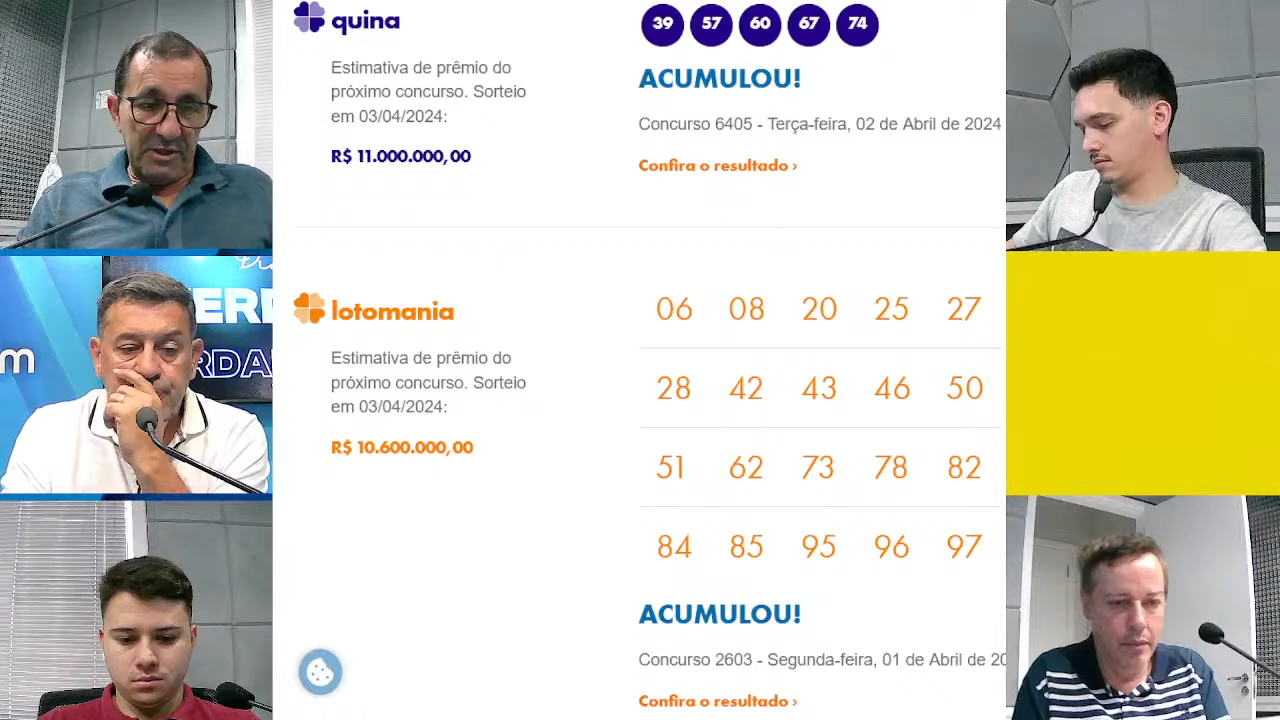 quina
39 57 60 67 74
Estimativa de prêmio do
próximo concurso. Sorteio
em 03/04/2024:
R$ 11.000.000,00
ACUMULOU!
Concurso 6405 - Terça-feira, 02 de Abril de 2024
Confira o resultado ›
lotomania
Estimativa de prêmio do
próximo concurso. Sorteio
em 03/04/2024:
R$ 10.600.000,00
06 08 20 25 27
28 42 43 46 50
51 62 73 78 82
84 85 95 96 97
ACUMULOU!
Concurso 2603 - Segunda-feira, 01 de Abril de 20
Confira o resultado ›
m
ERD
RDA